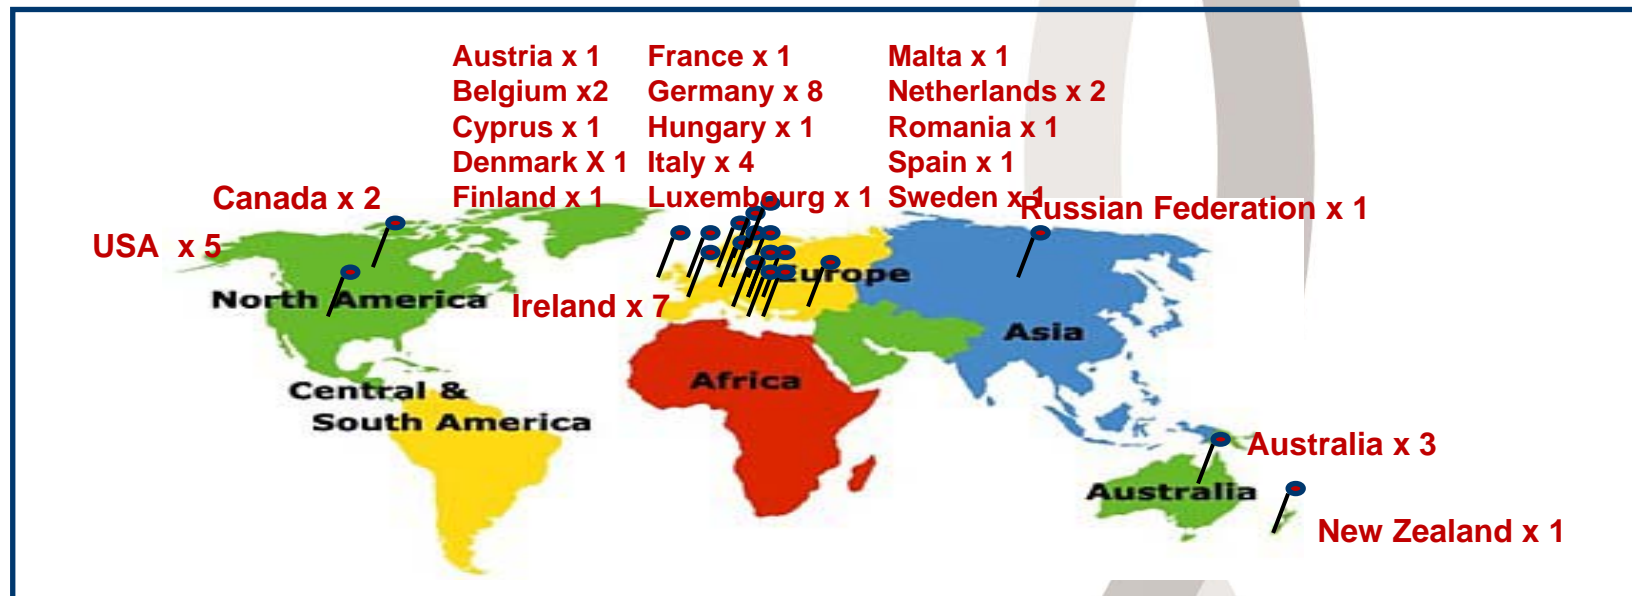 Austria x 1
Belgium x2
Cyprus x 1
Denmark X 1
Finland x 1
France x 1
Germany x 8
Hungary x 1
Italy x 4
Luxembourg x 1
Malta x 1
Netherlands x 2
Romania x 1
Spain x 1
Sweden x 1
Canada x 2
USA x 5
Russian Federation x 1
Europe
North America
Ireland x 7
Asia
Africa
Central &
South America
Australia x 3
Australia
New Zealand x 1